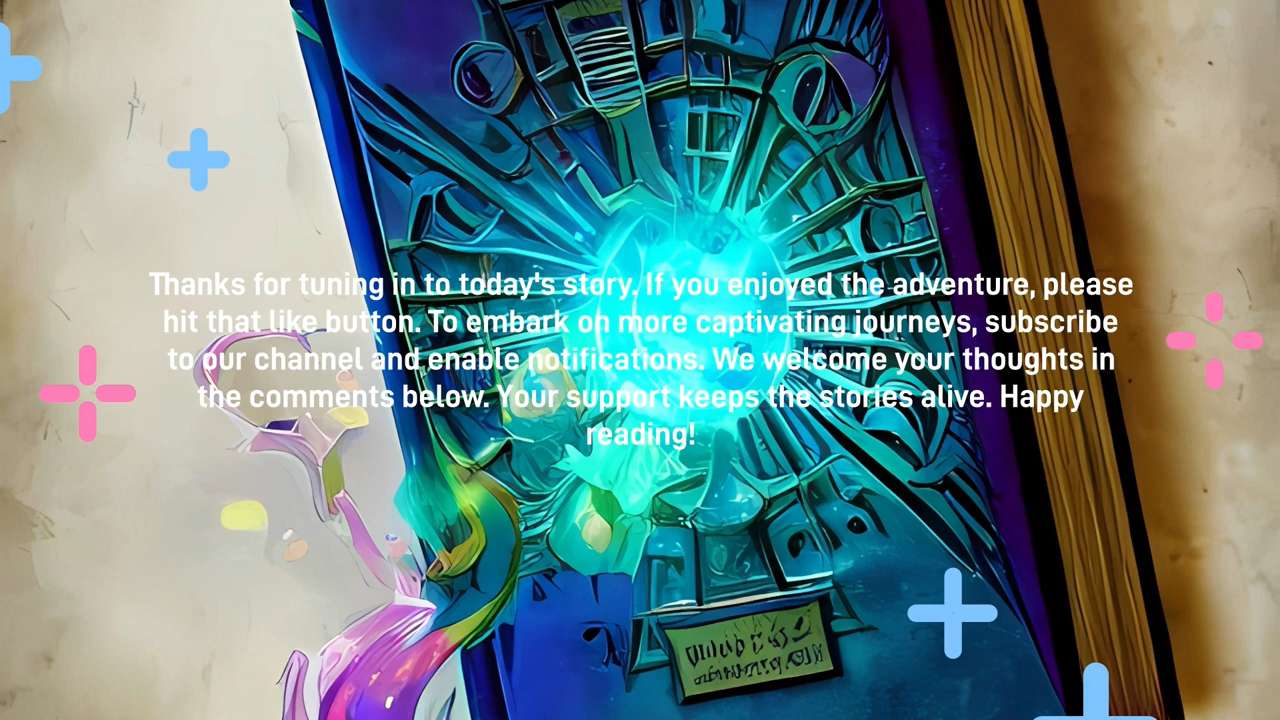 Thanks for tuning in to today's story. If you enjoyed the adventure, please
hit that like button. To embark on more captivating journeys, subscribe
to our channel and enable notifications. We welcome your thoughts in
the comments below. Your support keeps the stories alive. Happy
reading!